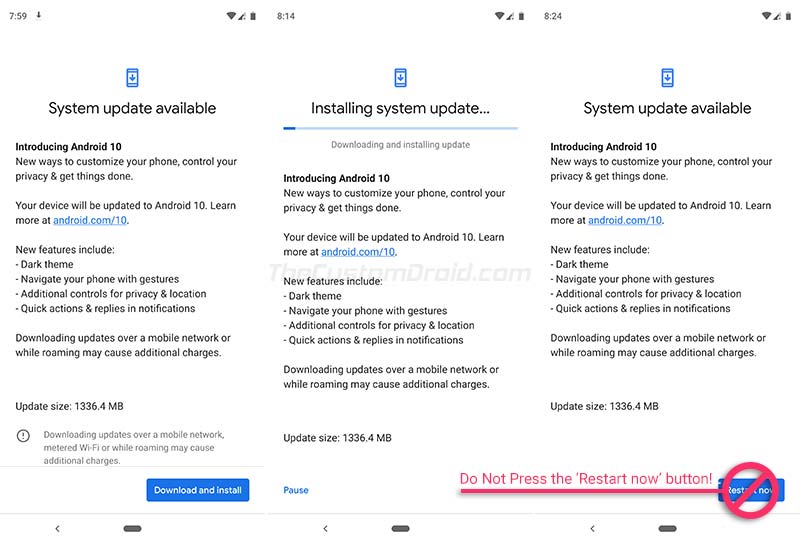 7:59
System update available
Introducing Android 10
New ways to customize your phone, control your
privacy & get things done.
Your device will be updated to Android 10. Learn
more at android.com/10.
New features include:
- Dark theme
- Navigate your phone with gestures
- Additional controls for privacy & location
- Quick actions & replies in notifications
Downloading updates over a mobile network or
while roaming may cause additional charges.
Update size: 1336.4 MB
Downloading updates over a mobile network,
metered Wi-Fi or while roaming may cause
additional charges.
Download and install
8:14
Installing system update...
Downloading and installing update
Introducing Android 10
New ways to customize your phone, control your
privacy & get things done.
Your device will be updated to Android 10. Learn
more at android.com/10.
New features include:
- Dark theme
- Navigate your phone with gestures
- Additional controls for privacy & location
- Quick actions & replies in notifications
Downloading updates over a mobile network or
while roaming may cause additional charges.
Update size: 1336.4 MB
Pause
8:24
System update available
Introducing Android 10
New ways to customize your phone, control your
privacy & get things done.
Your device will be updated to Android 10. Learn
more at android.com/10.
New features include:
- Dark theme
- Navigate your phone with gestures
- Additional controls for privacy & location
- Quick actions & replies in notifications
Downloading updates over a mobile network or
while roaming may cause additional charges.
Update size: 1336.4 MB
Do Not Press the 'Restart now' button!
Restart now
TheCustomDroid.com